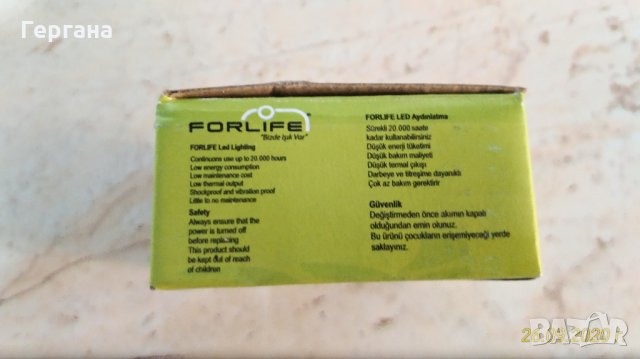 Гергана
FORLIFE
"Bizde Işık Var"
FORLIFE Led Lighting
Continuons use up to 20.000 hours
Low energy consumption
Low maintenance cost
Low thermal output
Shockproof and vibration proof
Little to no maintenance
Safety
Always ensure that the
power is turned off
before replacing
This product should
be kept out of reach
of children
FORLIFE LED Aydınlatma
Sürekli 20.000 saate
kadar kullanabilirsiniz
Düşük enerji tüketimi
Düşük bakım maliyeti
Düşük termal çıkışı
Darbeye ve titreşime dayanıklı
Çok az bakım gerektirir
Güvenlik
Değiştirmeden önce akımın kapalı
olduğundan emin olunuz.
Bu ürünü çocukların erişemiyeceği yerde
saklayınız.
BAZAR